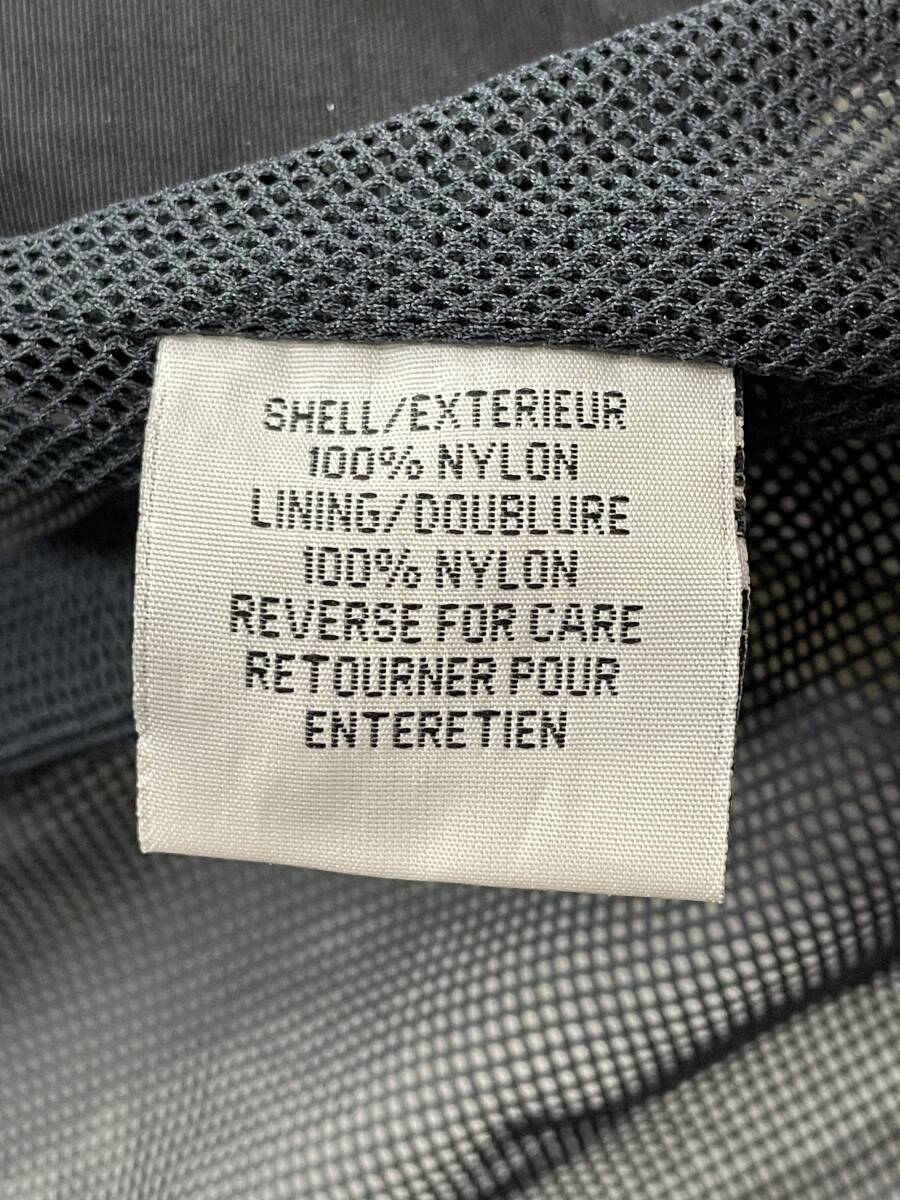 SHELL/EXTERIEUR
100% NYLON
LINING/DOUBLURE
100% NYLON
REVERSE FOR CARE
RETOURNER POUR
ENTERETIEN